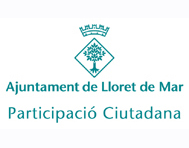 Ajuntament de Lloret de Mar
Participació Ciutadana